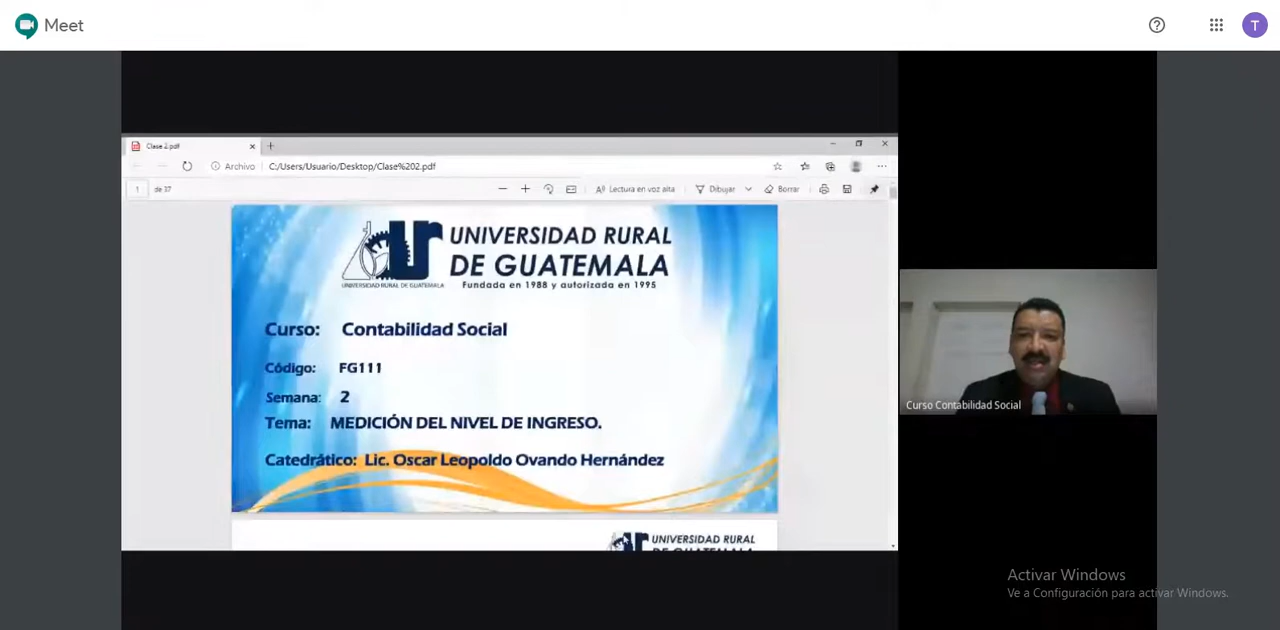 Meet
T
Clase 2.pdf
Archivo C:/Users/Usuario/Desktop/Clase%202.pdf
1 de 37 Lectura en voz alta Dibujar Borrar
UNIVERSIDAD RURAL
DE GUATEMALA
UNIVERSIDAD RURAL DE GUATEMALA Fundada en 1988 y autorizada en 1995
Curso: Contabilidad Social
Código: FG111
Semana: 2
Tema: MEDICIÓN DEL NIVEL DE INGRESO.
Catedrático: Lic. Oscar Leopoldo Ovando Hernández
UNIVERSIDAD RURAL
DE GUATEMALA
Curso Contabilidad Social
Activar Windows
Ve a Configuración para activar Windows.